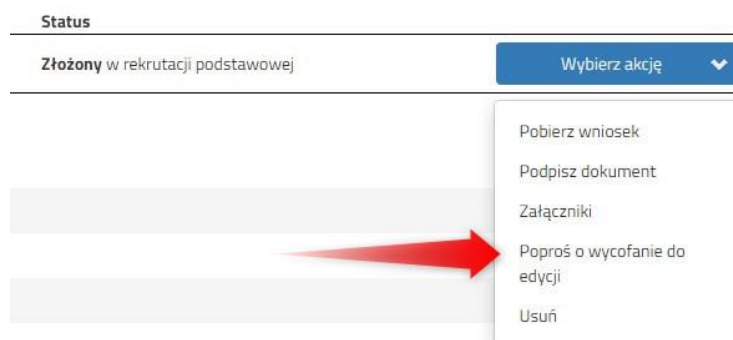 Status
Złożony w rekrutacji podstawowej
Wybierz akcję
Pobierz wniosek
Podpisz dokument
Załączniki
Poproś o wycofanie do
edycji
Usuń